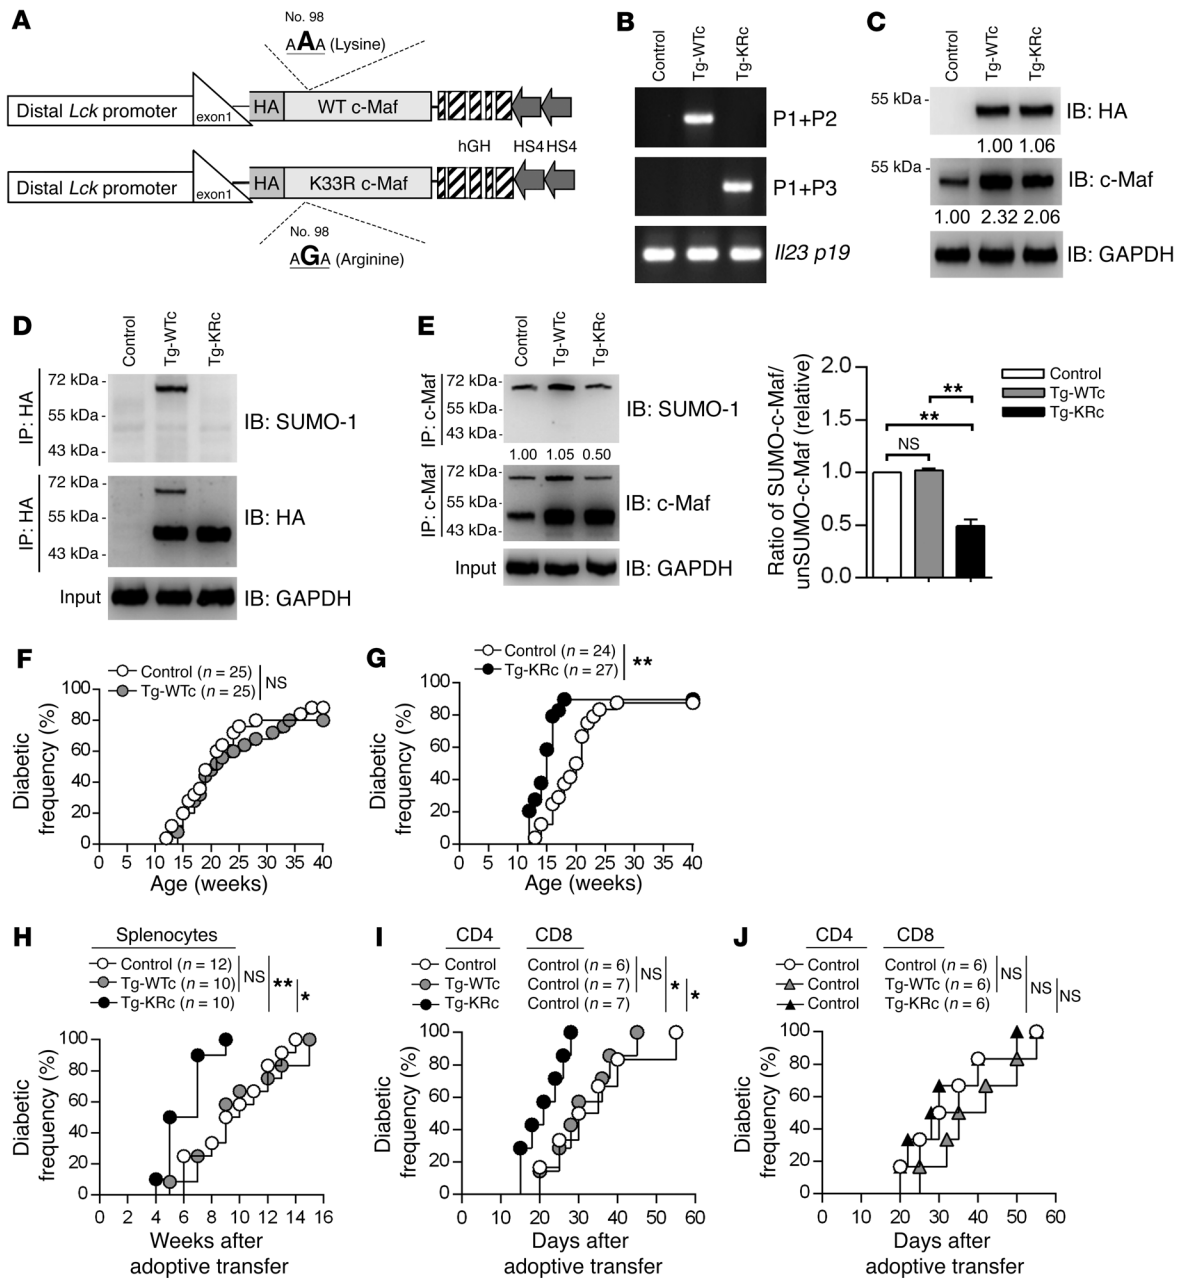 A
No. 98
AAA (Lysine)
Distal Lck promoter
exon1
HA
WT c-Maf
hGH
HS4
HS4
Distal Lck promoter
exon1
HA
K33R c-Maf
No. 98
AGA (Arginine)
B
Control
Tg-WTc
Tg-KRc
P1+P2
P1+P3
Il23 p19
C
Control
Tg-WTc
Tg-KRc
55 kDa
IB: HA
1.00 1.06
55 kDa
IB: c-Maf
1.00 2.32 2.06
IB: GAPDH
D
Control
Tg-WTc
Tg-KRc
IP: HA
72 kDa
55 kDa
43 kDa
IB: SUMO-1
IP: HA
72 kDa
55 kDa
43 kDa
IB: HA
Input
IB: GAPDH
E
Control
Tg-WTc
Tg-KRc
IP: c-Maf
72 kDa
55 kDa
43 kDa
IB: SUMO-1
1.00 1.05 0.50
IP: c-Maf
72 kDa
55 kDa
43 kDa
IB: c-Maf
Input
IB: GAPDH
Ratio of SUMO-c-Maf/
unSUMO-c-Maf (relative)
2.0
1.5
1.0
0.5
0.0
NS
**
**
Control
Tg-WTc
Tg-KRc
F
Control (n = 25)
Tg-WTc (n = 25)
NS
Diabetic
frequency (%)
100
80
60
40
20
0
0 5 10 15 20 25 30 35 40
Age (weeks)
G
Control (n = 24)
Tg-KRc (n = 27)
**
Diabetic
frequency (%)
100
80
60
40
20
0
0 5 10 15 20 25 30 35 40
Age (weeks)
H
Splenocytes
Control (n = 12)
Tg-WTc (n = 10)
Tg-KRc (n = 10)
NS
**
*
Diabetic
frequency (%)
100
80
60
40
20
0
0 2 4 6 8 10 12 14 16
Weeks after
adoptive transfer
I
CD4 CD8
Control Control (n = 6)
Tg-WTc Control (n = 7)
Tg-KRc Control (n = 7)
NS
*
*
Diabetic
frequency (%)
100
80
60
40
20
0
0 10 20 30 40 50 60
Days after
adoptive transfer
J
CD4 CD8
Control Control (n = 6)
Control Tg-WTc (n = 6)
Control Tg-KRc (n = 6)
NS
NS
NS
Diabetic
frequency (%)
100
80
60
40
20
0
0 10 20 30 40 50 60
Days after
adoptive transfer